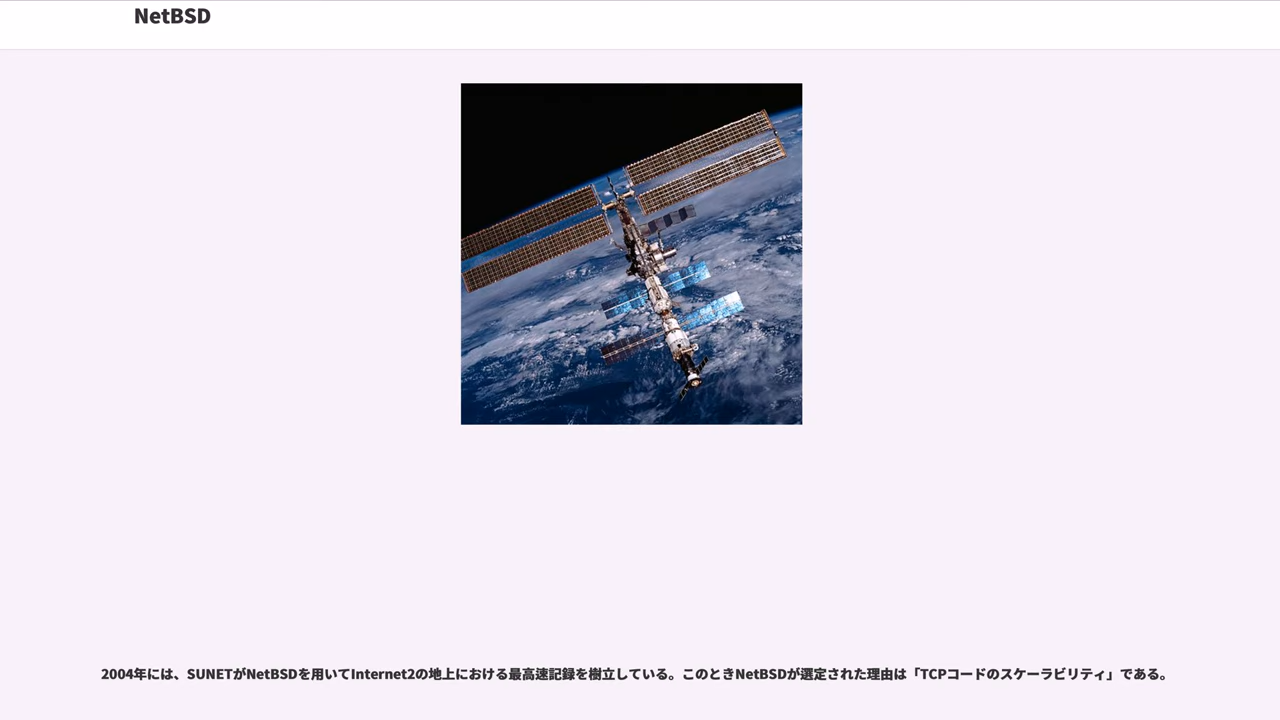 NetBSD
2004年には、SUNETがNetBSDを用いてInternet2の地上における最高速記録を樹立している。このときNetBSDが選定された理由は「TCPコードのスケーラビリティ」である。